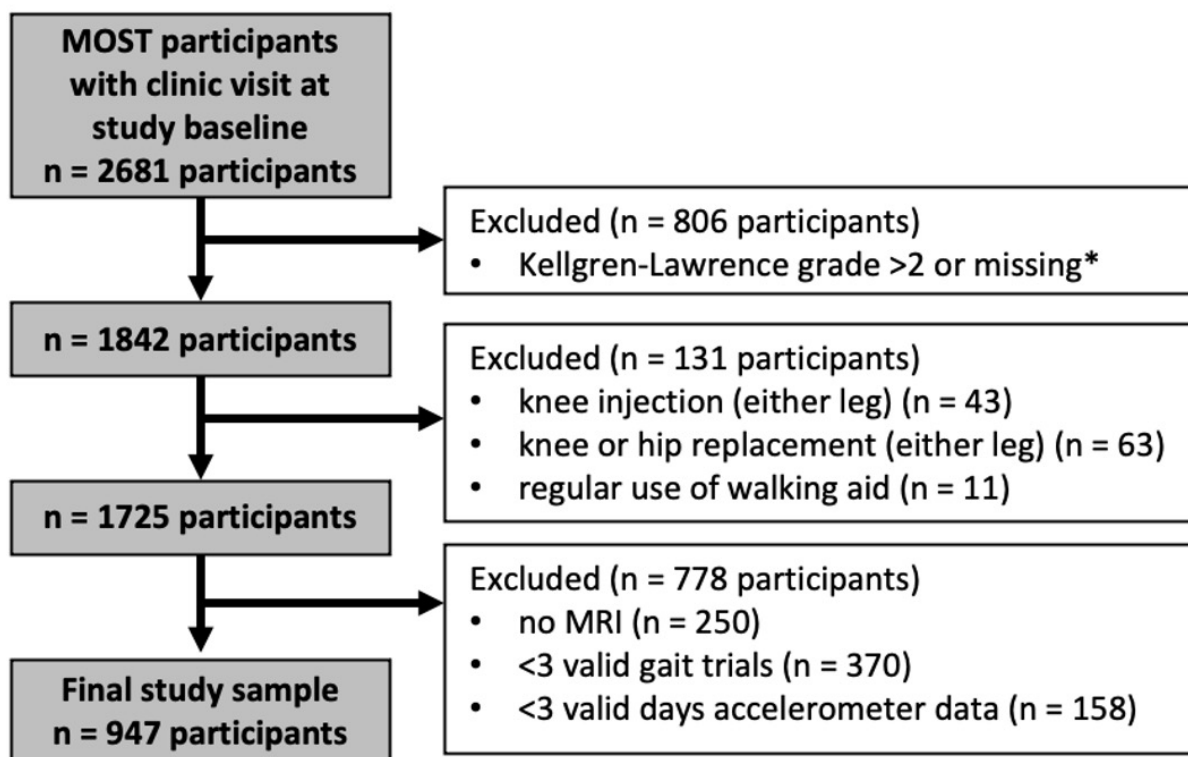 MOST participants
with clinic visit at
study baseline
n = 2681 participants
Excluded (n = 806 participants)
• Kellgren-Lawrence grade >2 or missing*
n = 1842 participants
Excluded (n = 131 participants)
• knee injection (either leg) (n = 43)
• knee or hip replacement (either leg) (n = 63)
• regular use of walking aid (n = 11)
n = 1725 participants
Excluded (n = 778 participants)
• no MRI (n = 250)
• <3 valid gait trials (n = 370)
• <3 valid days accelerometer data (n = 158)
Final study sample
n = 947 participants